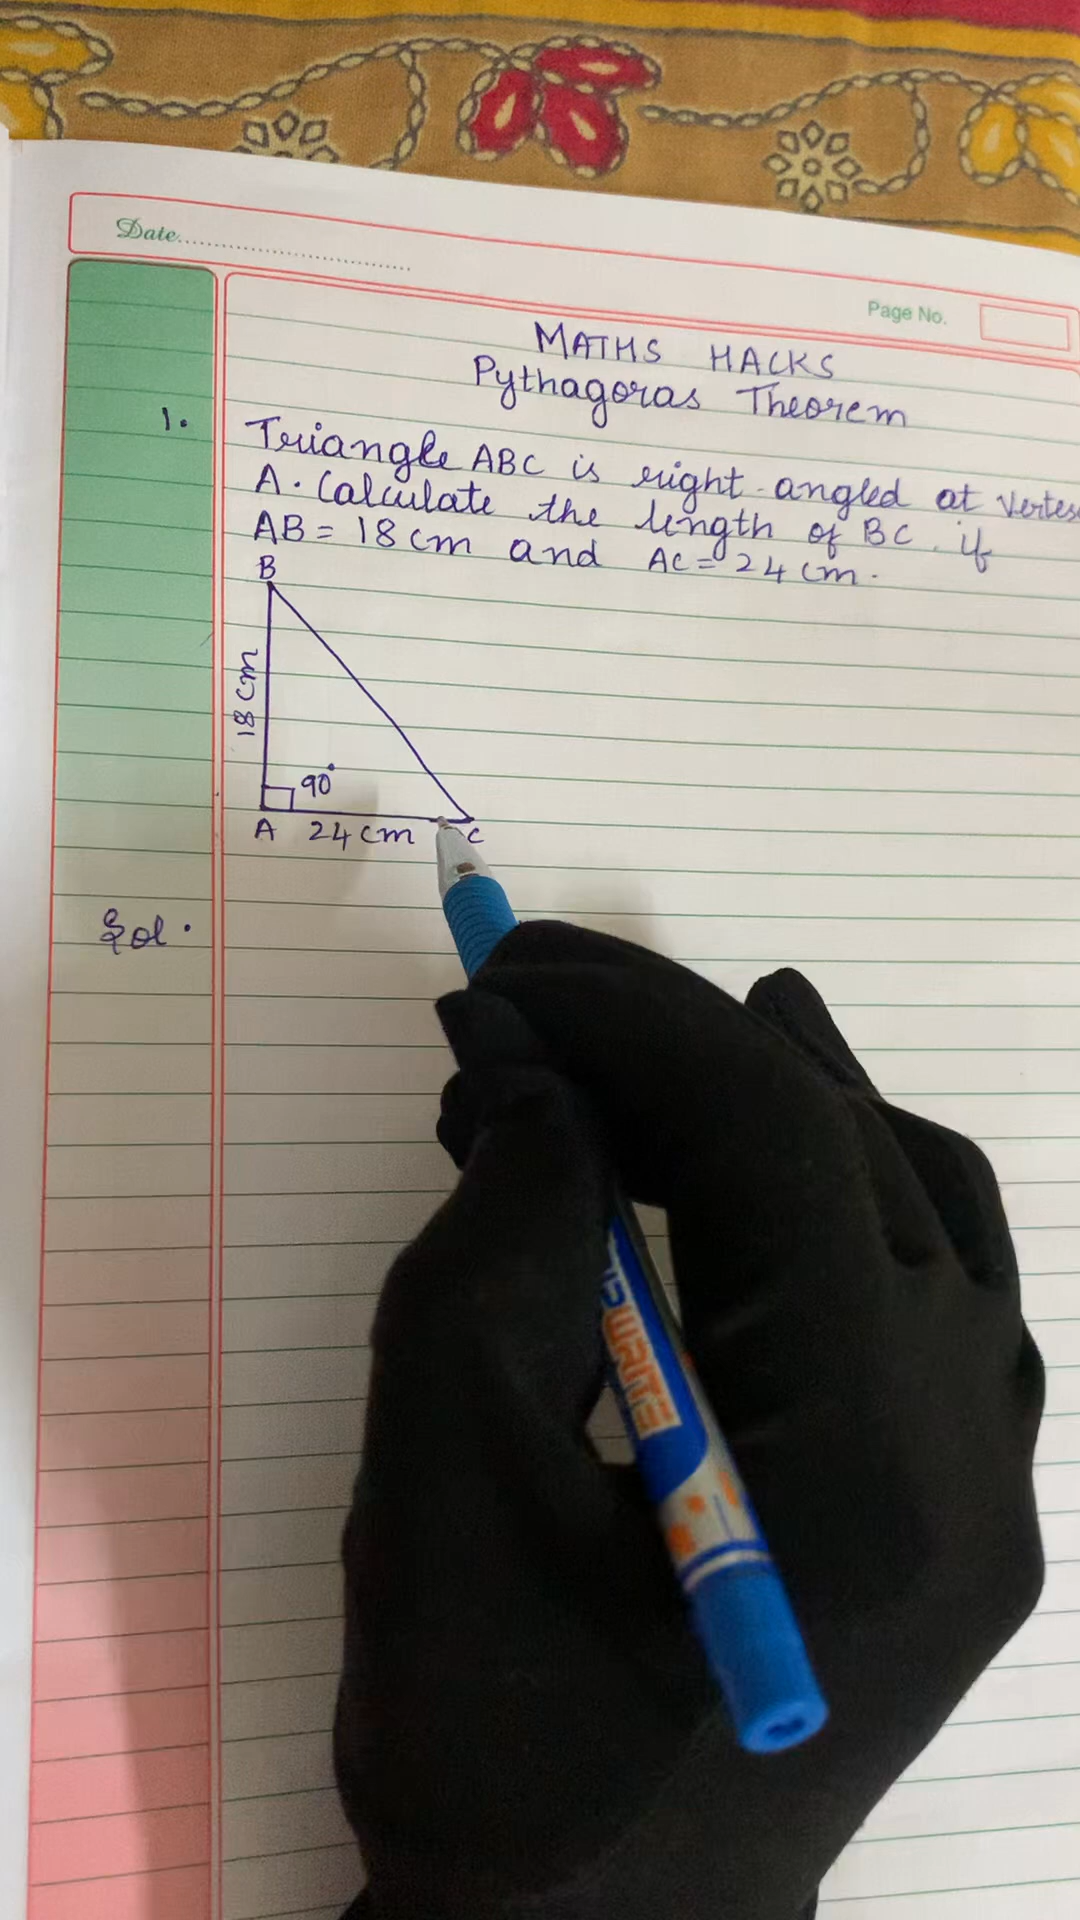 Date
Page No.
MATHS HACKS
Pythagoras Theorem
1. Triangle ABC is right-angled at
A. Calculate the length of BC, if
AB = 18 cm and AC = 24 cm.
B
18 cm
90°
A 24 cm C
Sol.
WRITE